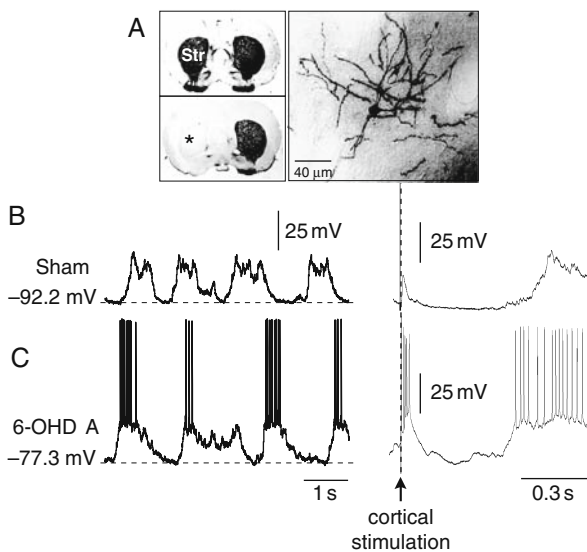 A
Str
*
40 μm
B
25 mV
25 mV
Sham
–92.2 mV
C
25 mV
6-OHD A
–77.3 mV
1 s
0.3 s
cortical
stimulation